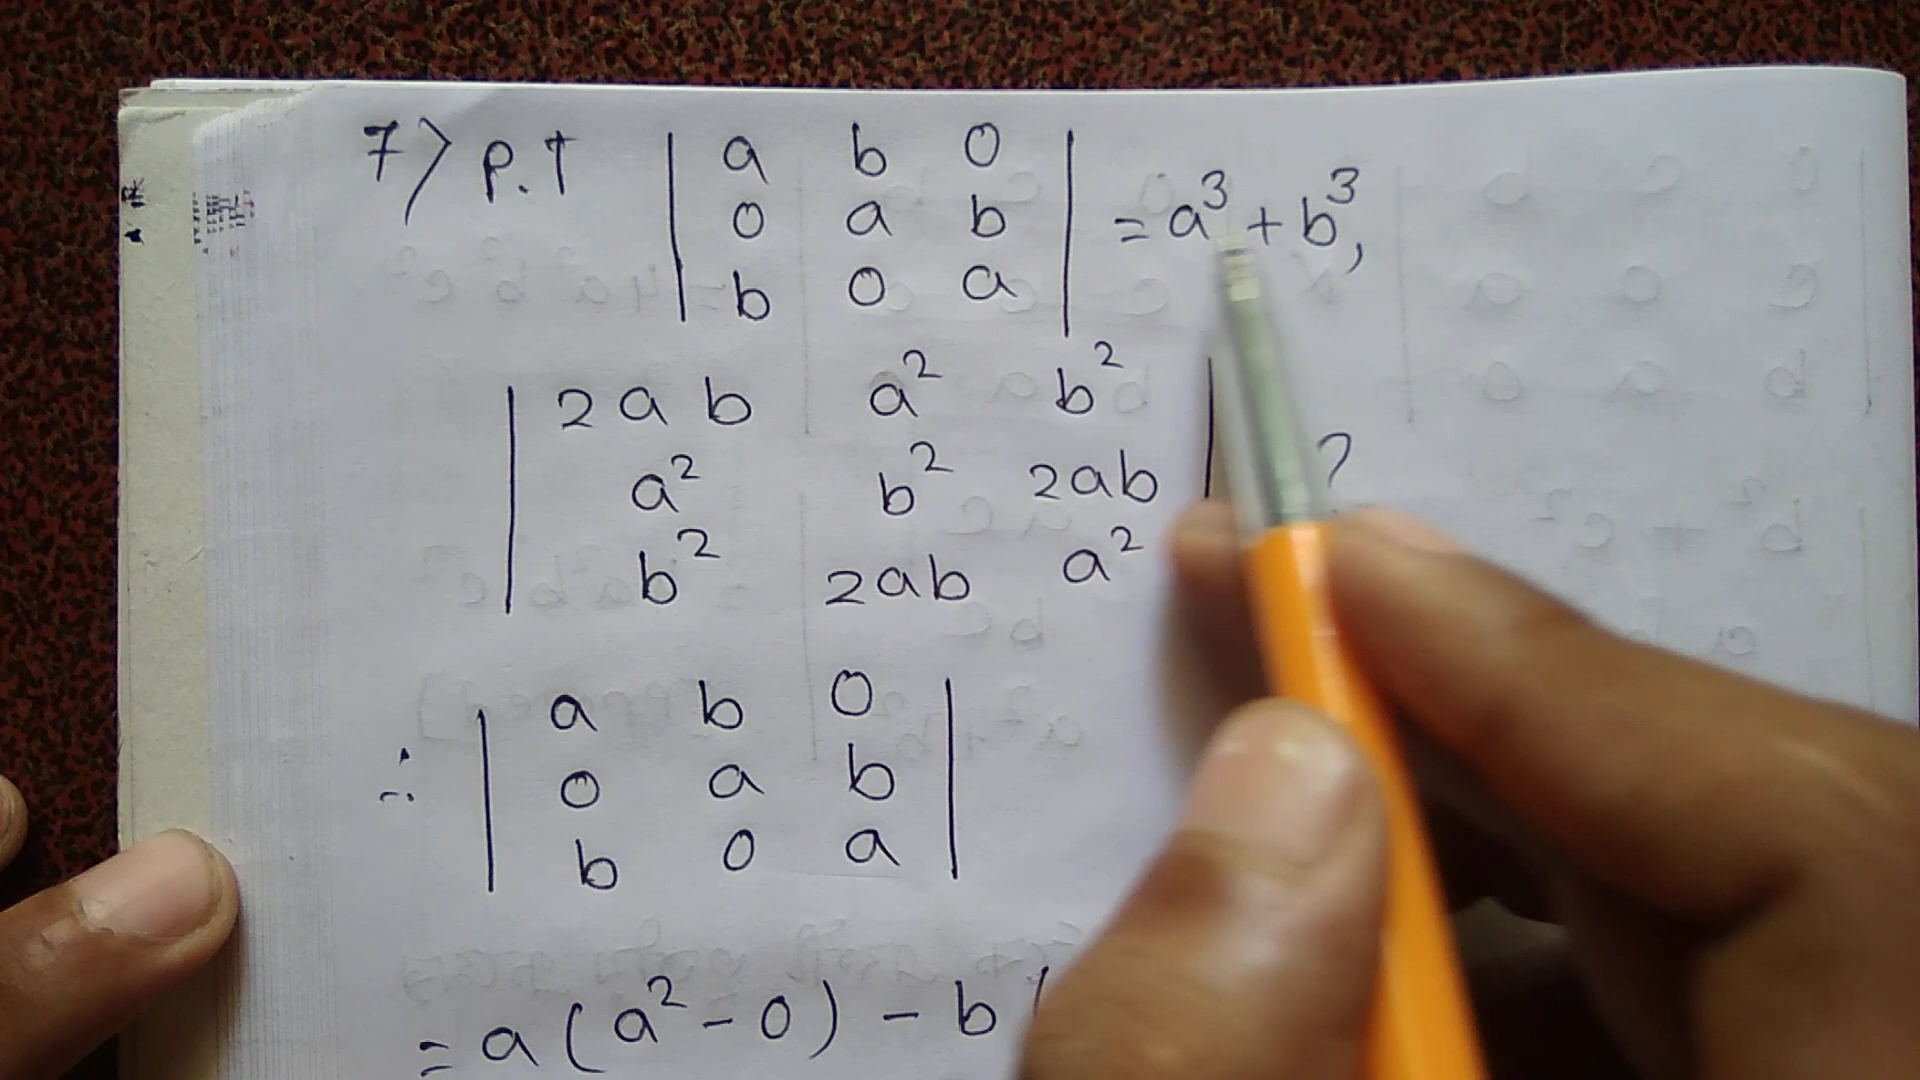 7> P.T | a b 0 |
| 0 a b | = a³ + b³,
| b 0 a |
| 2ab a² b² |
| a² b² 2ab | ?
| b² 2ab a²
∴ | a b 0 |
| 0 a b |
| b 0 a |
= a(a² - 0) - b(